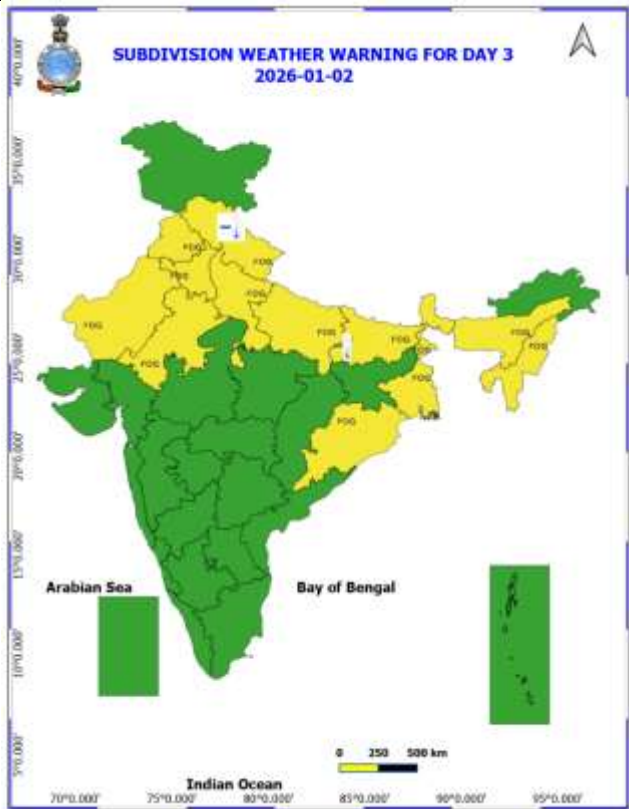 SUBDIVISION WEATHER WARNING FOR DAY 3
2026-01-02
40°0.000'
35°0.000'
30°0.000'
25°0.000'
20°0.000'
15°0.000'
10°0.000'
5°0.000'
FOG
FOG
FOG
FOG
FOG
FOG
FOG
FOG
FOG
FOG
FOG
FOG
FOG
Arabian Sea
Bay of Bengal
0 250 500 km
Indian Ocean
70°0.000' 75°0.000' 80°0.000' 85°0.000' 90°0.000' 95°0.000'